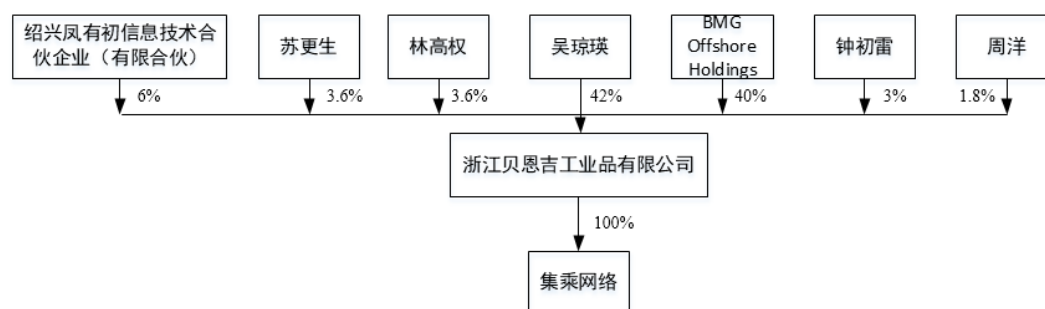 绍兴凤有初信息技术合
伙企业（有限合伙）
苏更生
林高权
吴琼瑛
BMG
Offshore
Holdings
钟初雷
周洋
6%
3.6%
3.6%
42%
40%
3%
1.8%
浙江贝恩吉工业品有限公司
100%
集乘网络